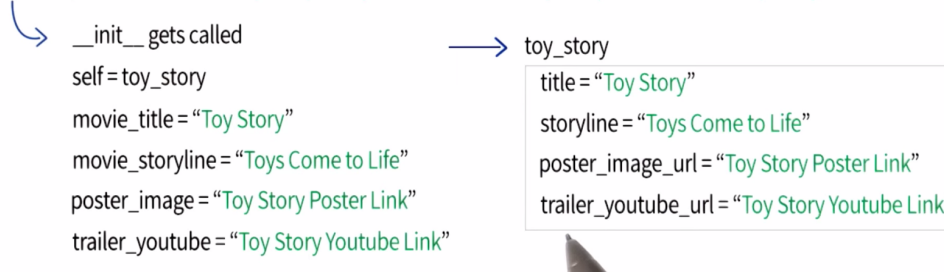 __init__ gets called
self = toy_story
movie_title = “Toy Story”
movie_storyline = “Toys Come to Life”
poster_image = “Toy Story Poster Link”
trailer_youtube = “Toy Story Youtube Link”
toy_story
title = “Toy Story”
storyline = “Toys Come to Life”
poster_image_url = “Toy Story Poster Link”
trailer_youtube_url = “Toy Story Youtube Link